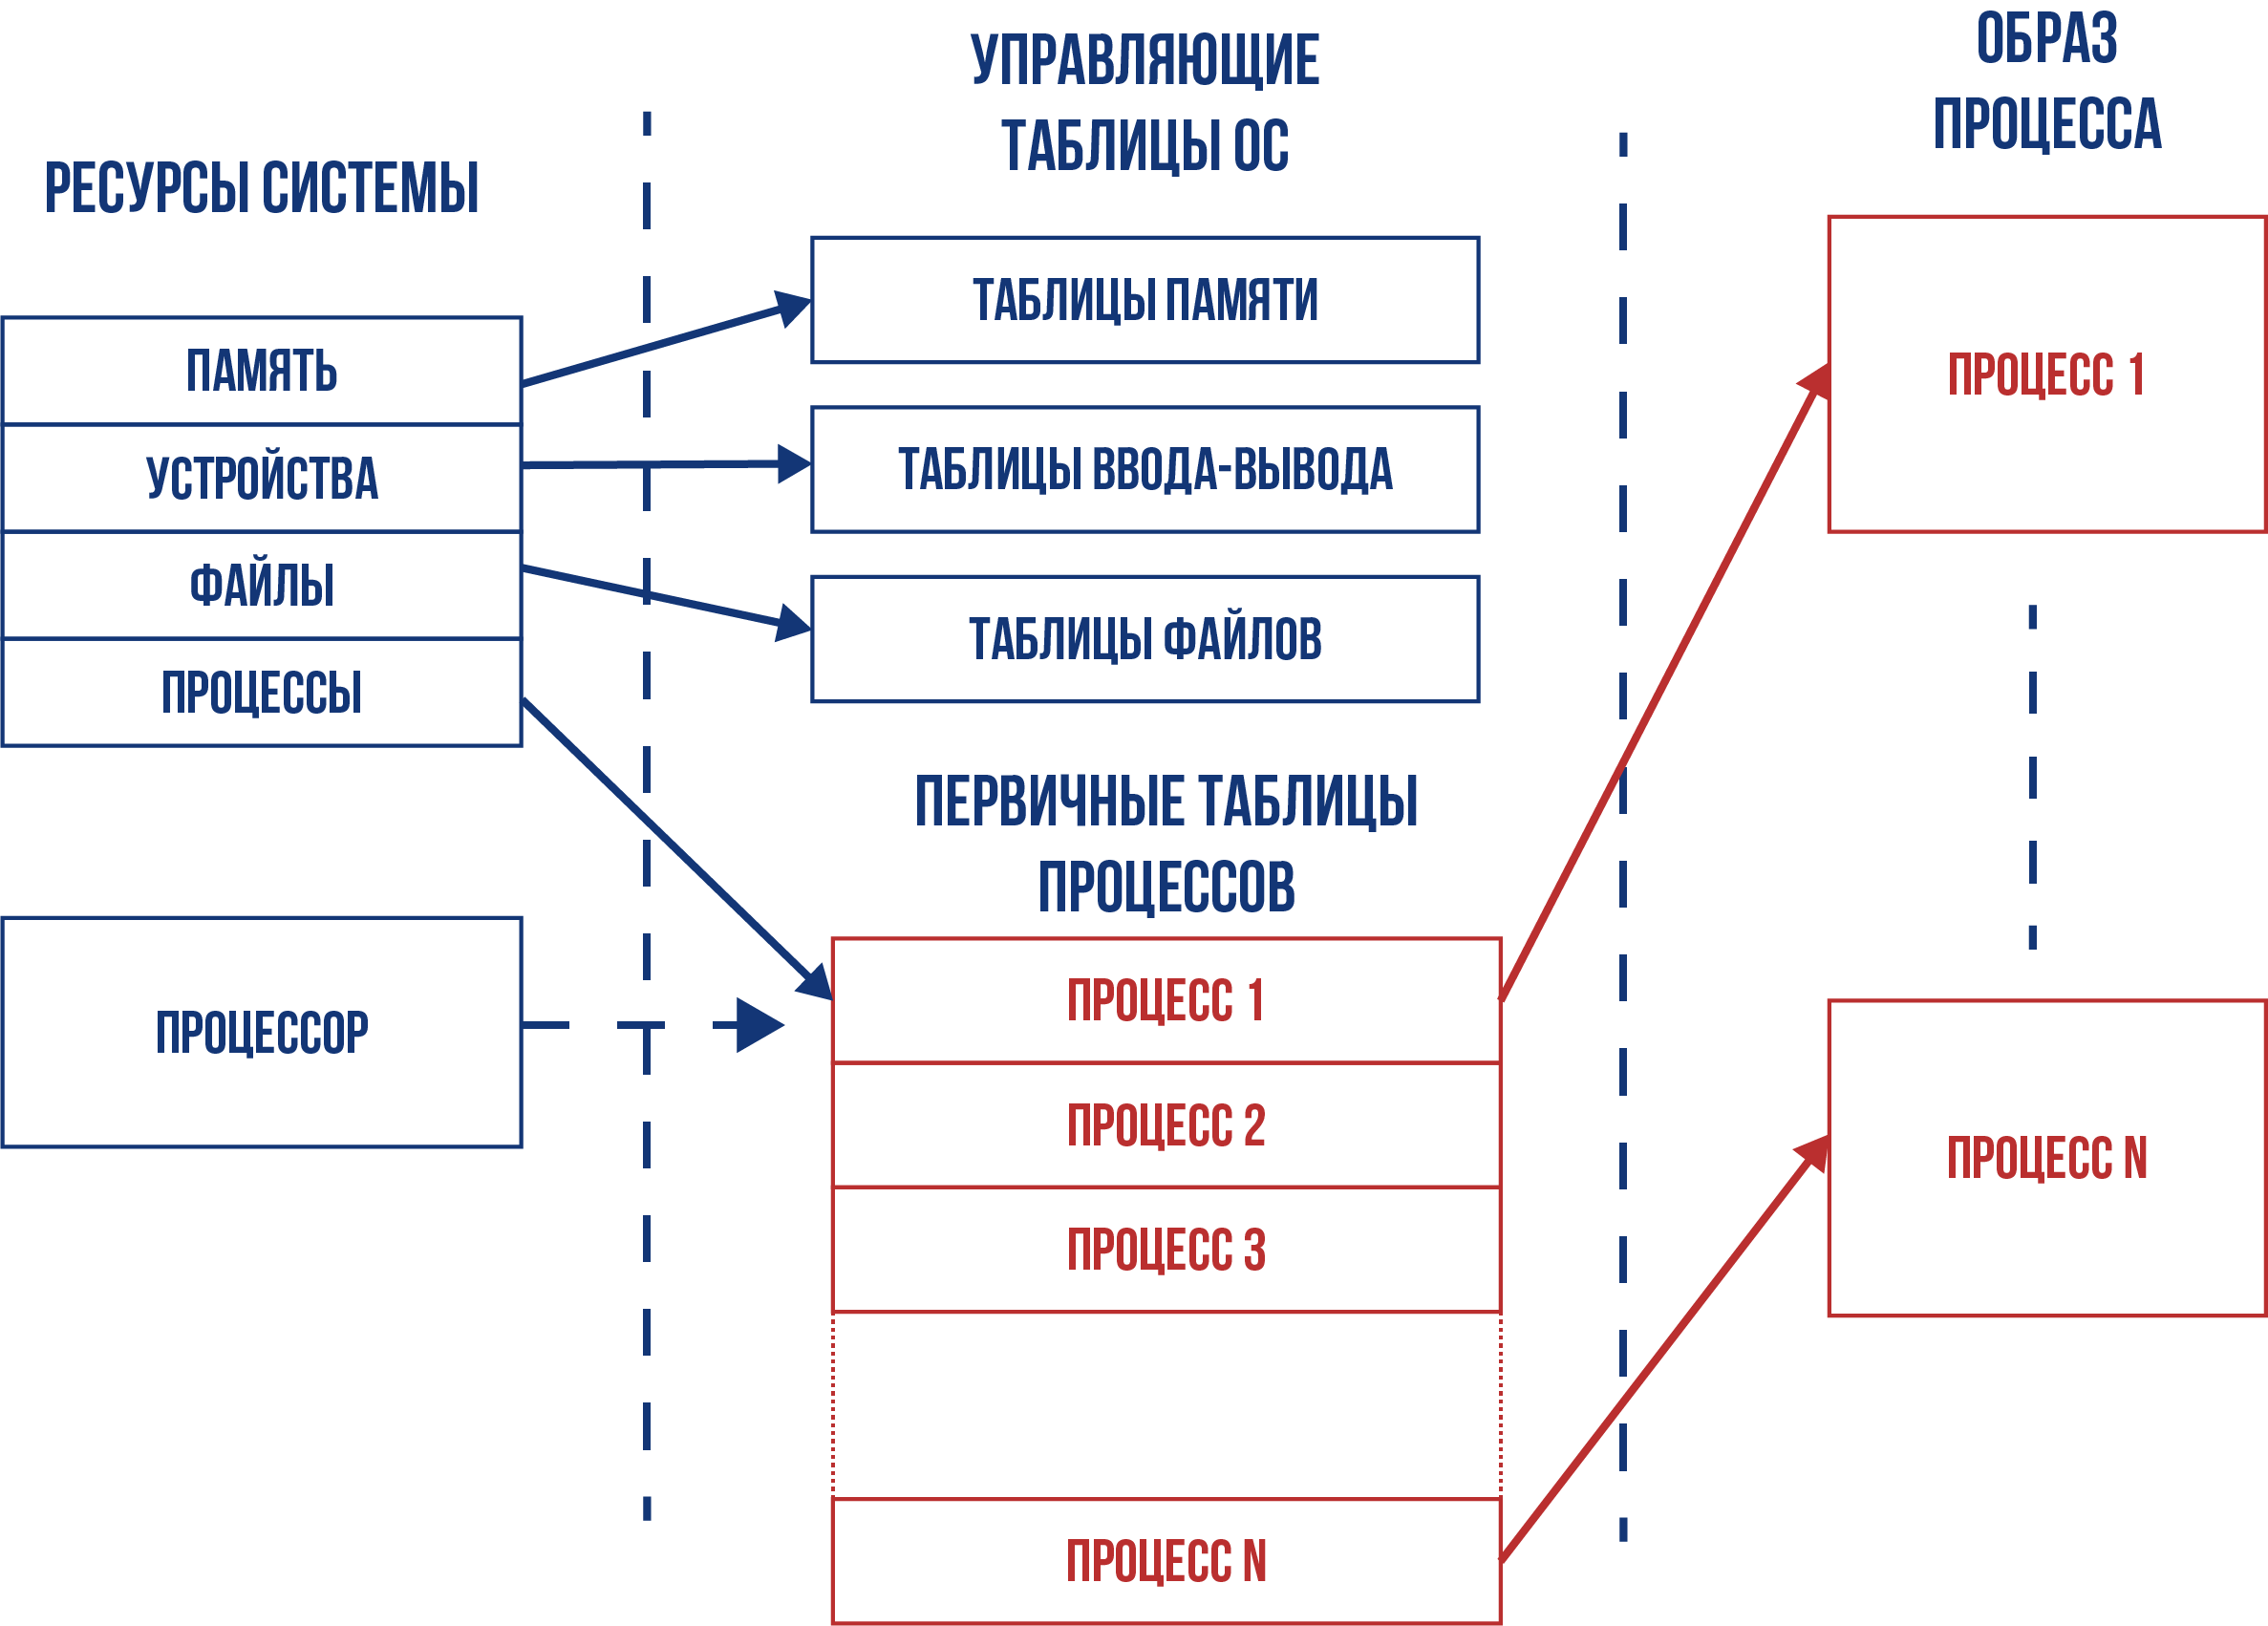 РЕСУРСЫ СИСТЕМЫ
ПАМЯТЬ
УСТРОЙСТВА
ФАЙЛЫ
ПРОЦЕССЫ
ПРОЦЕССОР
УПРАВЛЯЮЩИЕ
ТАБЛИЦЫ ОС
ТАБЛИЦЫ ПАМЯТИ
ТАБЛИЦЫ ВВОДА-ВЫВОДА
ТАБЛИЦЫ ФАЙЛОВ
ПЕРВИЧНЫЕ ТАБЛИЦЫ
ПРОЦЕССОВ
ПРОЦЕСС 1
ПРОЦЕСС 2
ПРОЦЕСС 3
ПРОЦЕСС N
ОБРАЗ
ПРОЦЕССА
ПРОЦЕСС 1
ПРОЦЕСС N